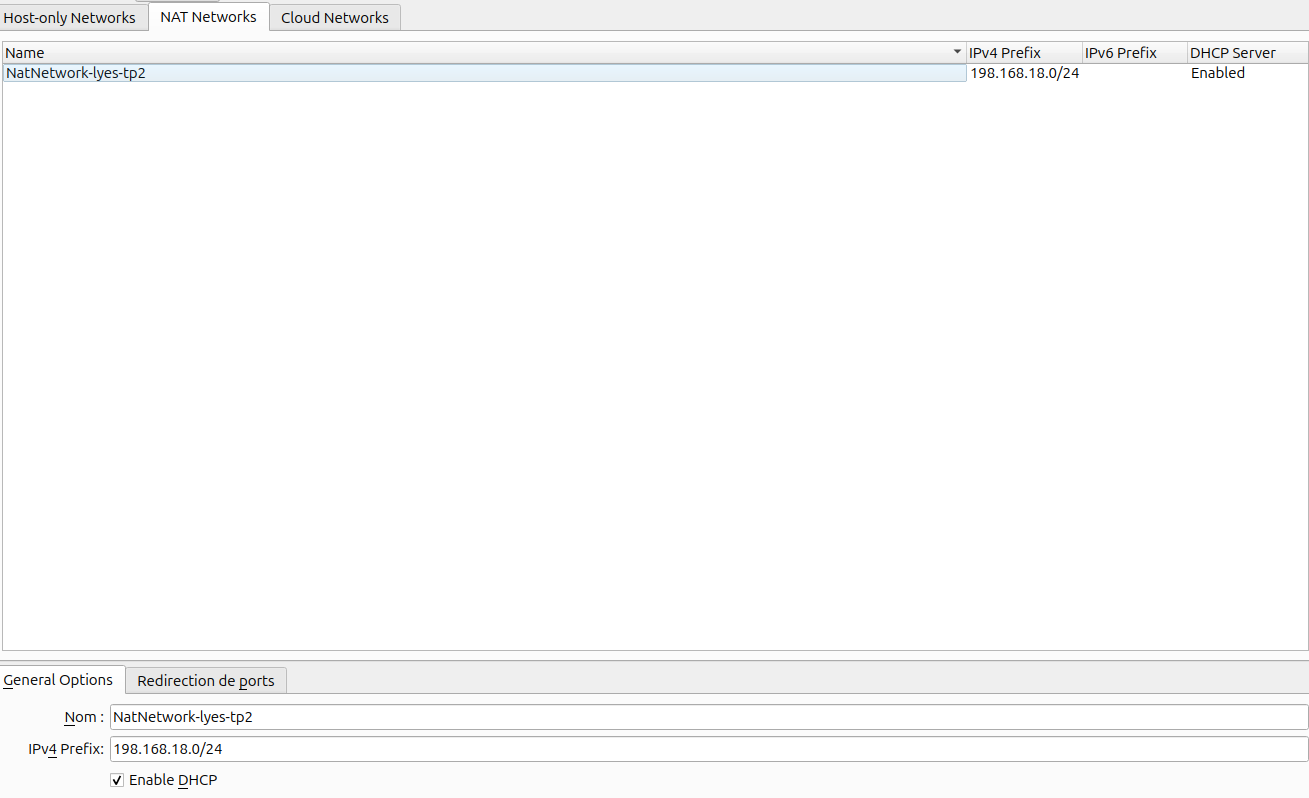 Host-only Networks NAT Networks Cloud Networks
Name IPv4 Prefix IPv6 Prefix DHCP Server
NatNetwork-lyes-tp2 198.168.18.0/24 Enabled
General Options Redirection de ports
Nom : NatNetwork-lyes-tp2
IPv4 Prefix: 198.168.18.0/24
Enable DHCP